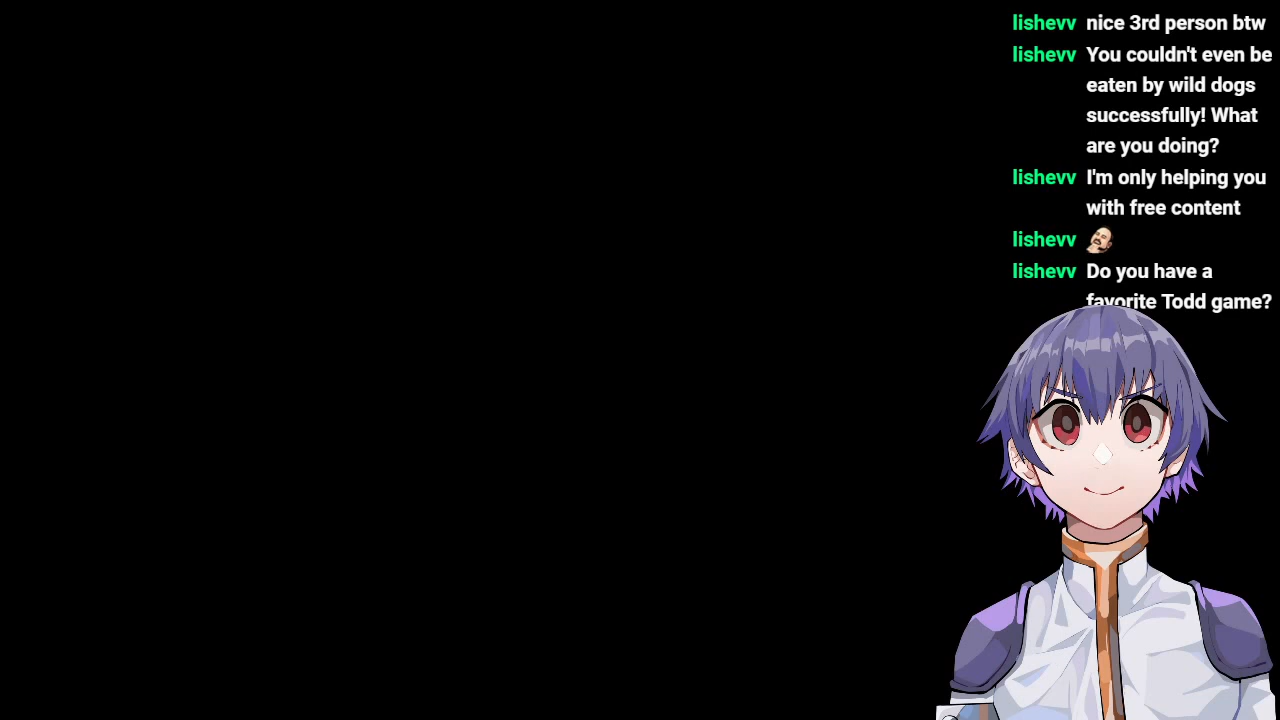 lishevv nice 3rd person btw
lishevv You couldn't even be
eaten by wild dogs
successfully! What
are you doing?
lishevv I'm only helping you
with free content
lishevv
lishevv Do you have a
favorite Todd game?